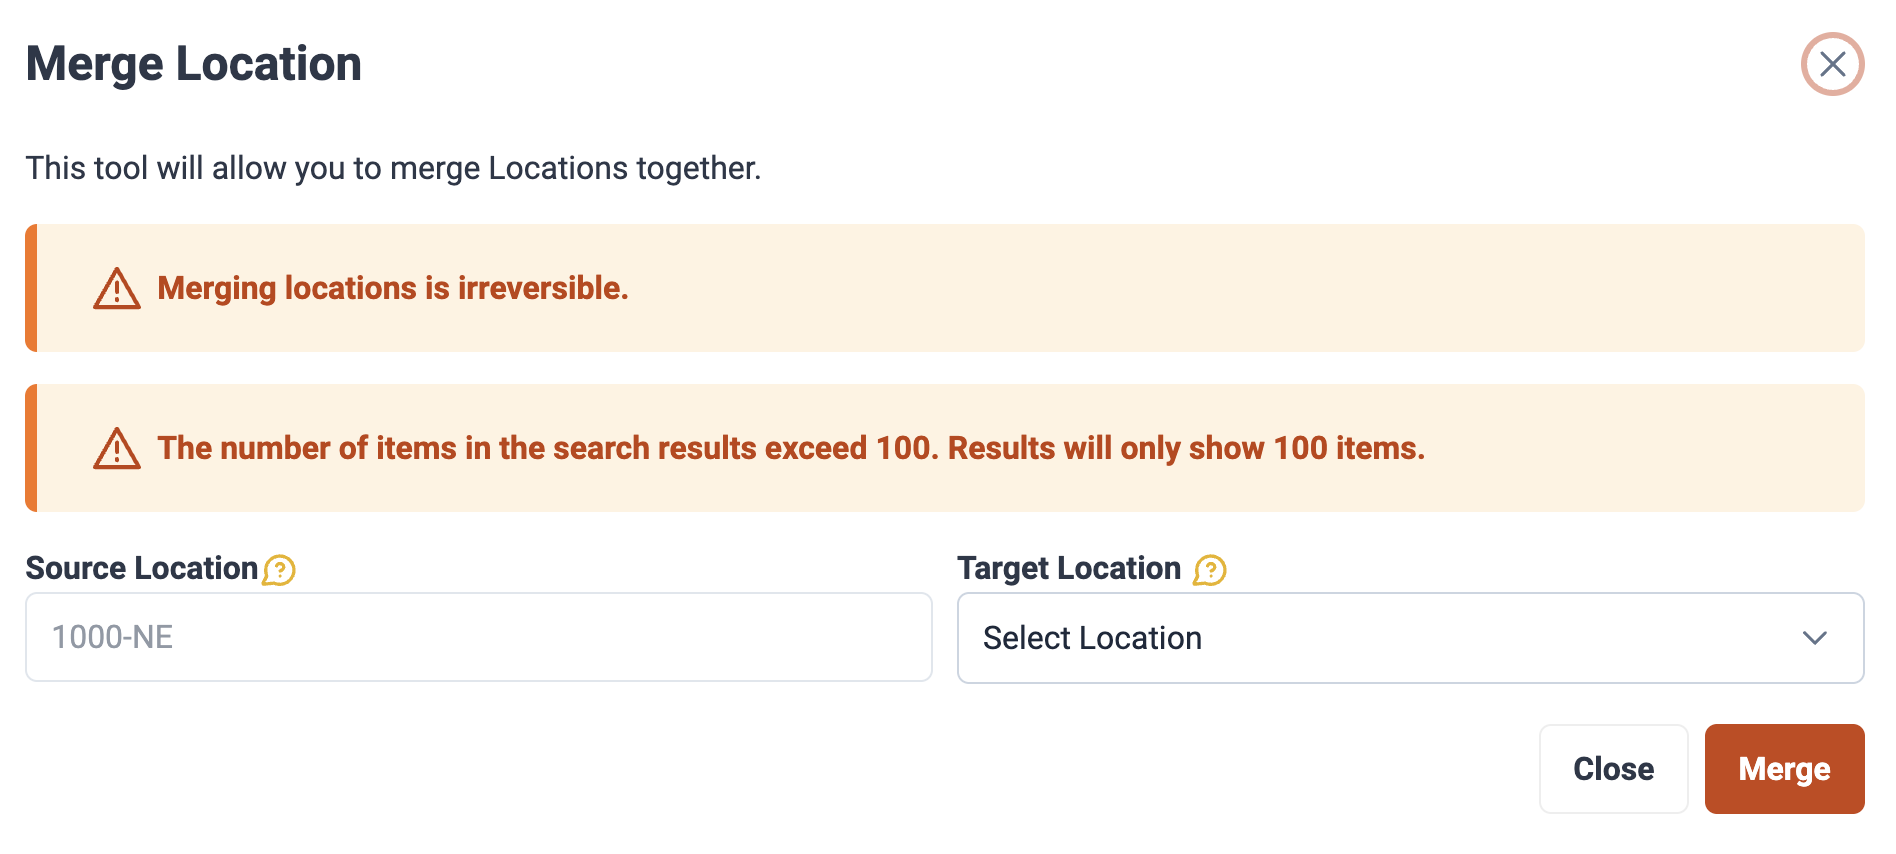 Merge Location
This tool will allow you to merge Locations together.
Merging locations is irreversible.
The number of items in the search results exceed 100. Results will only show 100 items.
Source Location
Target Location
1000-NE
Select Location
Close
Merge